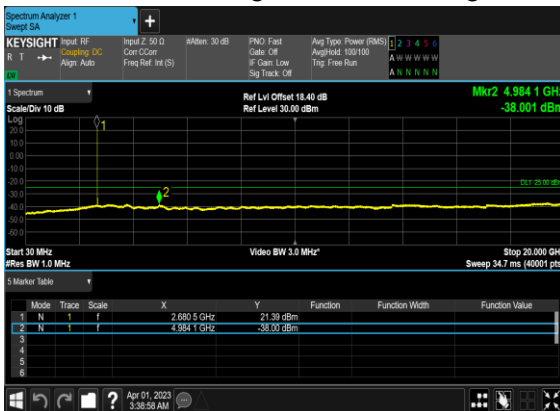 Spectrum Analyzer 1
Swept SA
KEYSIGHT Input: RF Input Z: 50 Ω #Atten: 30 dB PNO: Fast Avg Type: Power (RMS) 1 2 3 4 5 6
R T Coupling: DC Corr CCorr Gate: Off Avg|Hold: 100/100 A W W W W W
Align: Auto Freq Ref: Int (S) IF Gain: Low Trig: Free Run
Sig Track: Off A N N N N N
LV
1 Spectrum Ref Lvl Offset 18.40 dB Mkr2 4.984 1 GHz
Scale/Div 10 dB Ref Level 30.00 dBm -38.001 dBm
Log
20.0
10.0
0.00
-10.0
-20.0
-30.0
-40.0
-50.0
-60.0
1
2
DL1 -25.00 dBm
Start 30 MHz Video BW 3.0 MHz* Stop 20.000 GH
#Res BW 1.0 MHz Sweep 34.7 ms (40001 pts
5 Marker Table
Mode Trace Scale X Y Function Function Width Function Value
1 N 1 f 2.680 5 GHz 21.39 dBm
2 N 1 f 4.984 1 GHz -38.00 dBm
3
4
5
6
? Apr 01, 2023
3:38:58 AM